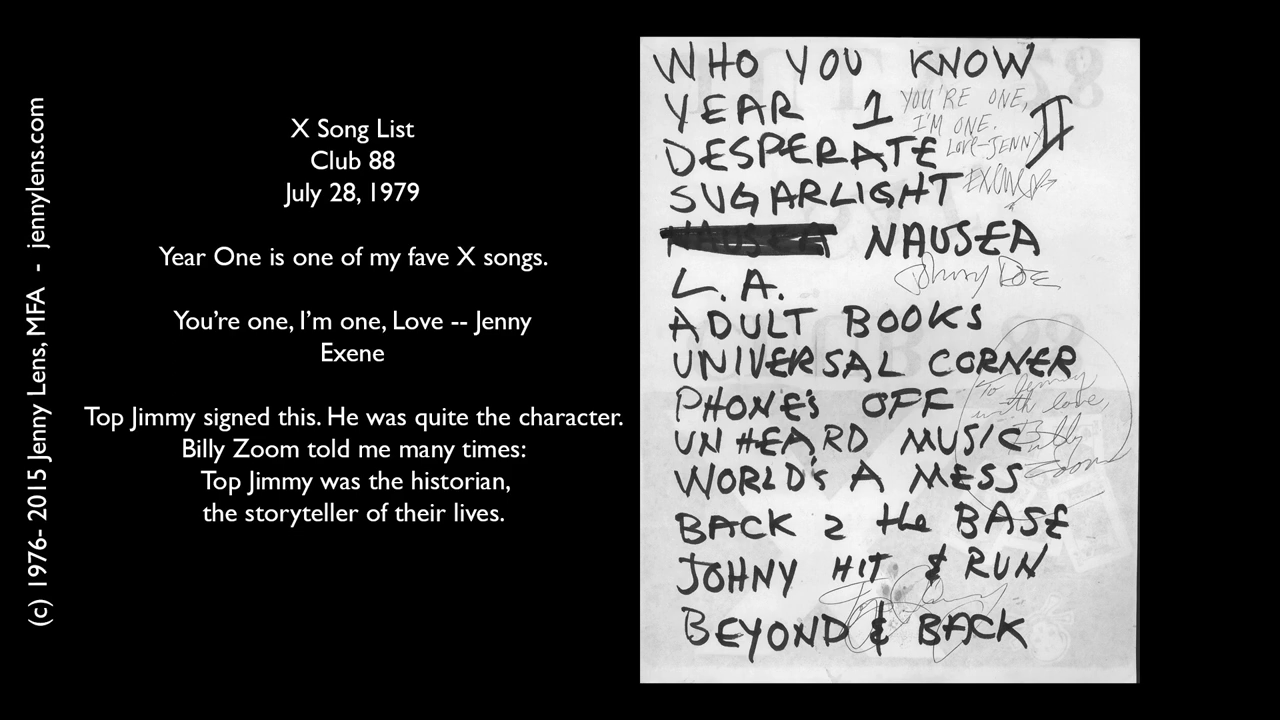 (c) 1976- 2015 Jenny Lens, MFA - jennylens.com
X Song List
Club 88
July 28, 1979
Year One is one of my fave X songs.
You’re one, I’m one, Love -- Jenny
Exene
Top Jimmy signed this. He was quite the character.
Billy Zoom told me many times:
Top Jimmy was the historian,
the storyteller of their lives.
WHO YOU KNOW
YEAR 1
YOU'RE ONE,
I'M ONE.
LOVE-JENNY
II
DESPERATE
SUGARLIGHT
EXENE
NAUSEA NAUSEA
JOHNNY DOE
L.A.
ADULT BOOKS
UNIVERSAL CORNER
To Jenny
with love,
Billy
Zoom
PHONE'S OFF
UNHEARD MUSIC
WORLD'S A MESS
BACK 2 the BASE
JOHNY HIT & RUN
Top Jimmy
BEYOND & BACK